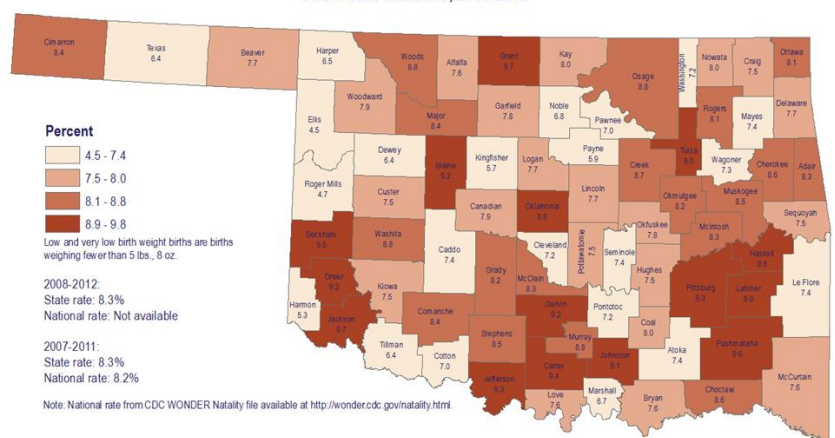 Cimarron
8.4
Texas
6.4
Beaver
7.7
Harper
6.5
Woods
8.8
Alfalfa
7.6
Grant
9.7
Kay
8.0
Osage
8.8
Washington
7.2
Nowata
8.0
Craig
7.5
Ottawa
8.1
Ellis
4.5
Woodward
7.9
Major
8.4
Garfield
7.8
Noble
6.8
Pawnee
7.0
Rogers
8.1
Mayes
7.4
Delaware
7.7
Dewey
6.4
Blaine
9.2
Kingfisher
5.7
Logan
7.7
Payne
5.9
Creek
8.7
Tulsa
9.0
Wagoner
7.3
Cherokee
8.6
Adair
8.3
Roger Mills
4.7
Custer
7.5
Canadian
7.9
Oklahoma
8.9
Lincoln
7.7
Okmulgee
8.2
Muskogee
8.5
Sequoyah
7.5
Beckham
Washita
8.8
Caddo
7.4
Grady
8.2
McClain
8.3
Cleveland
7.2
Pottawatomie
7.5
Seminole
7.4
Okfuskee
7.8
McIntosh
8.3
Haskell
Le Flore
7.4
Greer
9.2
Harmon
5.3
Jackson
9.7
Kiowa
7.5
Comanche
8.4
Tillman
6.4
Cotton
7.0
Stephens
8.5
Garvin
9.2
Murray
8.8
Pontotoc
7.2
Hughes
7.5
Pittsburg
9.3
Latimer
9.0
Coal
8.0
Atoka
7.4
Pushmataha
Jefferson
9.3
Carter
9.4
Love
7.6
Johnston
9.1
Marshall
6.7
Bryan
7.6
Choctaw
8.6
McCurtain
7.6
Percent
4.5 - 7.4
7.5 - 8.0
8.1 - 8.8
8.9 - 9.8
Low and very low birth weight births are births
weighing fewer than 5 lbs., 8 oz.
2008-2012:
State rate: 8.3%
National rate: Not available
2007-2011:
State rate: 8.3%
National rate: 8.2%
Note: National rate from CDC WONDER Natality file available at http://wonder.cdc.gov/natality.html.